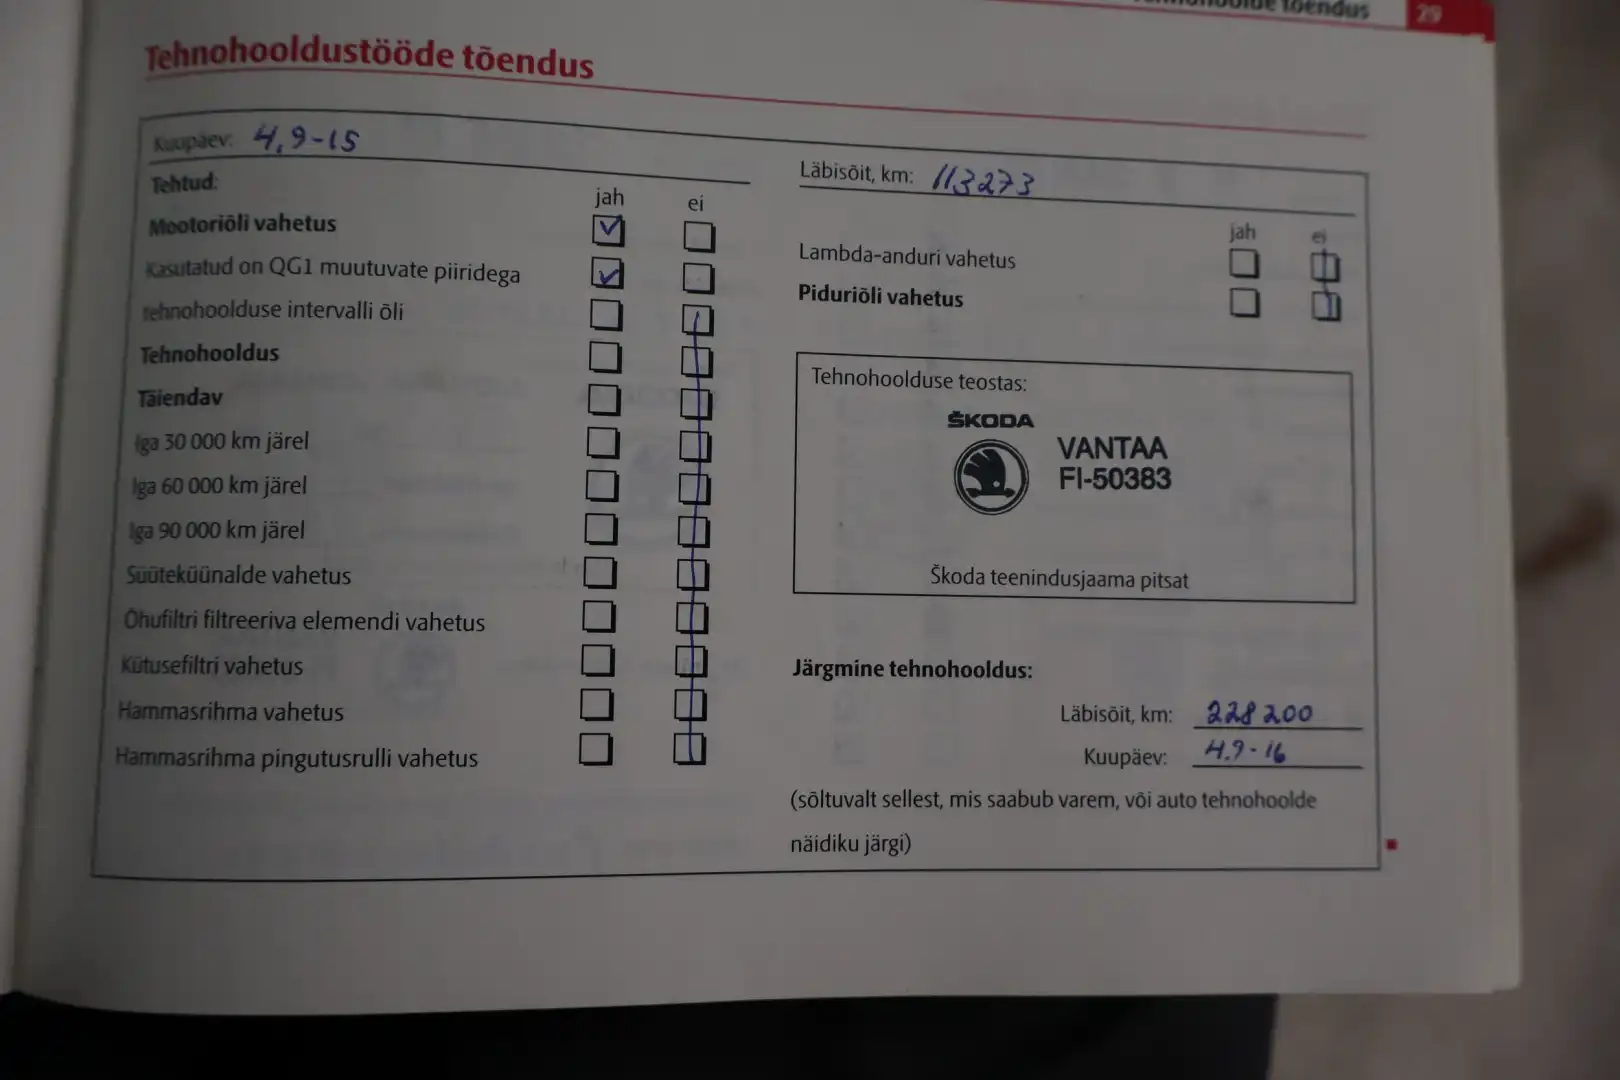 tõendus 29
Tehnohooldustööde tõendus
Kuupäev: 4,9-15
Läbisõit, km: 113273
Tehtud:
jah ei
Mootoriõli vahetus
Kasutatud on QG1 muutuvate piiridega
tehnohoolduse intervalli õli
Tehnohooldus
Täiendav
Iga 30 000 km järel
Iga 60 000 km järel
Iga 90 000 km järel
Süüteküünalde vahetus
Õhufiltri filtreeriva elemendi vahetus
Kütusefiltri vahetus
Hammasrihma vahetus
Hammasrihma pingutusrulli vahetus
jah ei
Lambda-anduri vahetus
Piduriõli vahetus
Tehnohoolduse teostas:
ŠKODA
VANTAA
FI-50383
Škoda teenindusjaama pitsat
Järgmine tehnohooldus:
Läbisõit, km: 228200
Kuupäev: 4.9-16
(sõltuvalt sellest, mis saabub varem, või auto tehnohoolde
näidiku järgi)